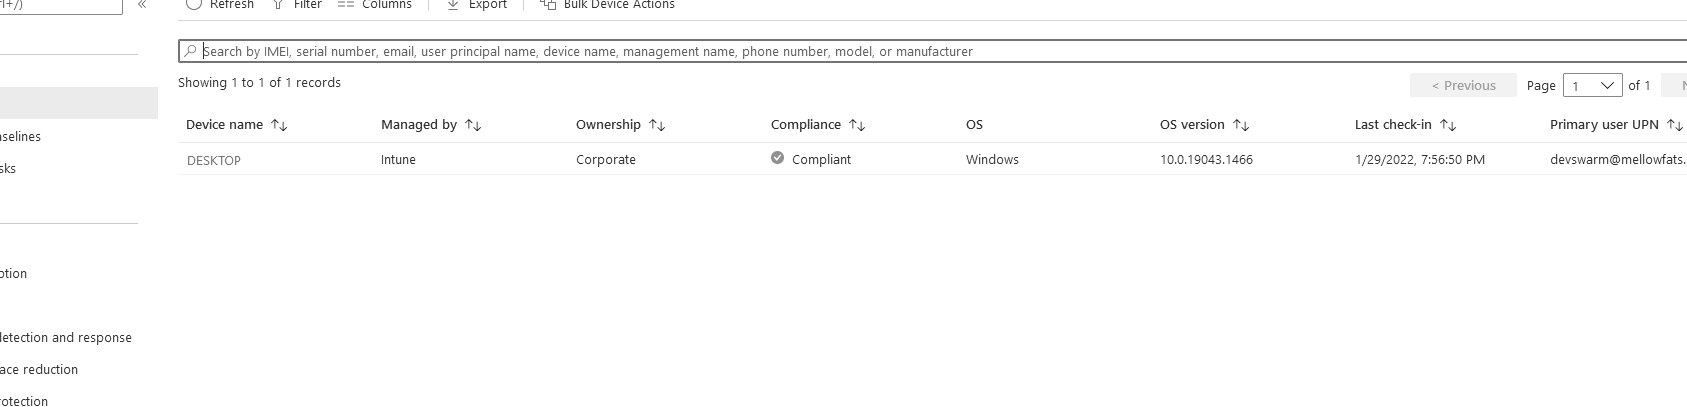 rl+/)
«
Refresh
Filter
Columns
Export
Bulk Device Actions
Search by IMEI, serial number, email, user principal name, device name, management name, phone number, model, or manufacturer
Showing 1 to 1 of 1 records
< Previous
Page 1 of 1
N
Device name ↑↓ Managed by ↑↓ Ownership ↑↓ Compliance ↑↓ OS OS version ↑↓ Last check-in ↑↓ Primary user UPN ↑↓
DESKTOP Intune Corporate Compliant Windows 10.0.19043.1466 1/29/2022, 7:56:50 PM devswarm@mellowfats.
aselines
sks
ption
detection and response
ace reduction
rotection